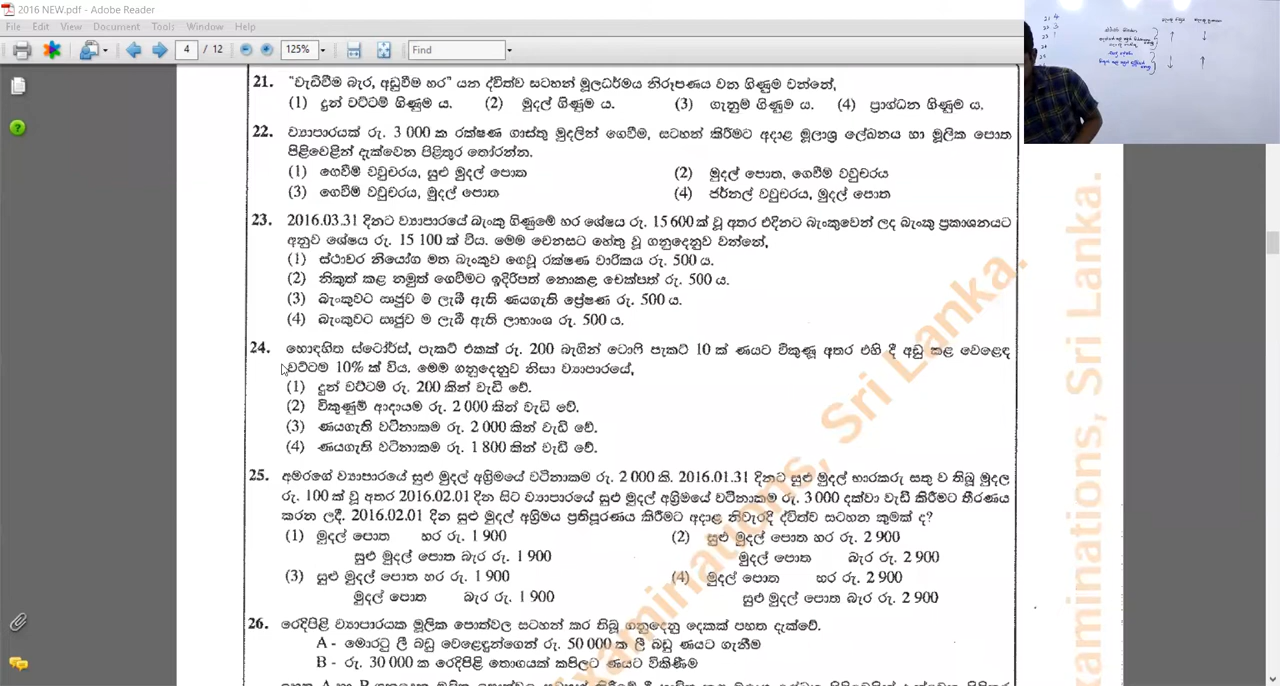 2016 NEW.pdf - Adobe Reader
File Edit View Document Tools Window Help
4 / 12 125% Find
21. "වැඩිවීම බැර, අඩුවීම හර" යන ද්විත්ව සටහන් මූලධර්මය නිරූපණය වන ගිණුම වන්නේ,
(1) දුන් වට්ටම් ගිණුම ය. (2) මුදල් ගිණුම ය. (3) ගැනුම් ගිණුම ය. (4) ප්‍රාග්ධන ගිණුම ය.
22. ව්‍යාපාරයක් රු. 3 000 ක රක්ෂණ ගාස්තු මුදලින් ගෙවීම, සටහන් කිරීමට අදාළ මූලාශ්‍ර ලේඛනය හා මූලික පොත
පිළිවෙළින් දැක්වෙන පිළිතුර තෝරන්න.
(1) ගෙවීම් වවුචරය, සුළු මුදල් පොත (2) මුදල් පොත, ගෙවීම් වවුචරය
(3) ගෙවීම් වවුචරය, මුදල් පොත (4) ජර්නල් වවුචරය, මුදල් පොත
23. 2016.03.31 දිනට ව්‍යාපාරයේ බැංකු ගිණුමේ හර ශේෂය රු. 15 600 ක් වූ අතර එදිනට බැංකුවෙන් ලද බැංකු ප්‍රකාශනයට
අනුව ශේෂය රු. 15 100 ක් විය. මෙම වෙනසට හේතු වූ ගනුදෙනුව වන්නේ,
(1) ස්ථාවර නියෝග මත බැංකුව ගෙවූ රක්ෂණ වාරිකය රු. 500 ය.
(2) නිකුත් කළ නමුත් ගෙවීමට ඉදිරිපත් නොකළ චෙක්පත් රු. 500 ය.
(3) බැංකුවට සෘජුව ම ලැබී ඇති ණයගැති ප්‍රේෂණ රු. 500 ය.
(4) බැංකුවට සෘජුව ම ලැබී ඇති ලාභාංශ රු. 500 ය.
24. හොඳහිත ස්ටෝර්ස්, පැකට් එකක් රු. 200 බැගින් ටොෆි පැකට් 10 ක් ණයට විකුණූ අතර එහි දී අඩු කළ වෙළෙඳ
වට්ටම 10% ක් විය. මෙම ගනුදෙනුව නිසා ව්‍යාපාරයේ,
(1) දුන් වට්ටම් රු. 200 කින් වැඩි වේ.
(2) විකුණුම් ආදායම රු. 2 000 කින් වැඩි වේ.
(3) ණයගැති වටිනාකම රු. 2 000 කින් වැඩි වේ.
(4) ණයගැති වටිනාකම රු. 1 800 කින් වැඩි වේ.
25. අමරගේ ව්‍යාපාරයේ සුළු මුදල් අග්‍රිමයේ වටිනාකම රු. 2 000 කි. 2016.01.31 දිනට සුළු මුදල් භාරකරු සතු ව තිබූ මුදල
රු. 100 ක් වූ අතර 2016.02.01 දින සිට ව්‍යාපාරයේ සුළු මුදල් අග්‍රිමයේ වටිනාකම රු. 3 000 දක්වා වැඩි කිරීමට තීරණය
කරන ලදී. 2016.02.01 දින සුළු මුදල් අග්‍රිමය ප්‍රතිපූරණය කිරීමට අදාළ නිවැරදි ද්විත්ව සටහන කුමක් ද?
(1) මුදල් පොත හර රු. 1 900 (2) සුළු මුදල් පොත හර රු. 2 900
සුළු මුදල් පොත බැර රු. 1 900 මුදල් පොත බැර රු. 2 900
(3) සුළු මුදල් පොත හර රු. 1 900 (4) මුදල් පොත හර රු. 2 900
මුදල් පොත බැර රු. 1 900 සුළු මුදල් පොත බැර රු. 2 900
26. රෙදිපිළි ව්‍යාපාරයක මූලික පොත්වල සටහන් කර තිබූ ගනුදෙනු දෙකක් පහත දැක්වේ.
A - මොරටු ලී බඩු වෙළෙන්දාගෙන් රු. 50 000 ක ලී බඩු ණයට ගැනීම
B - රු. 30 000 ක රෙදිපිළි තොගයක් කපිලට ණයට විකිණීම
aminations, Sri Lanka.
Sri Lanka.